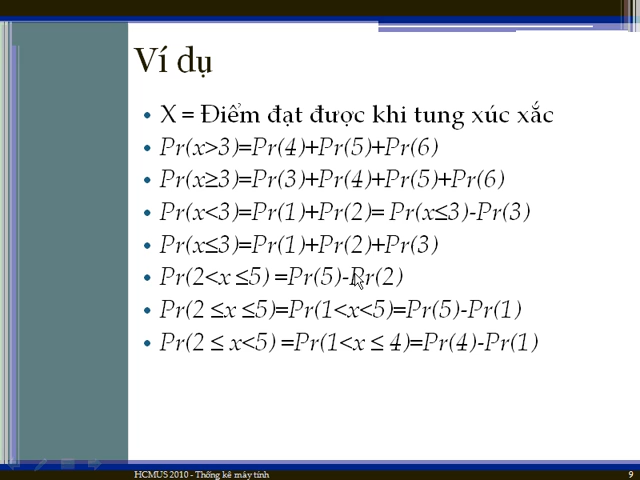 Ví dụ
X = Điểm đạt được khi tung xúc xắc
Pr(x>3)=Pr(4)+Pr(5)+Pr(6)
Pr(x≥3)=Pr(3)+Pr(4)+Pr(5)+Pr(6)
Pr(x<3)=Pr(1)+Pr(2)= Pr(x≤3)-Pr(3)
Pr(x≤3)=Pr(1)+Pr(2)+Pr(3)
Pr(2<x ≤5) =Pr(5)-Pr(2)
Pr(2 ≤x ≤5)=Pr(1<x<5)=Pr(5)-Pr(1)
Pr(2 ≤ x<5) =Pr(1<x ≤ 4)=Pr(4)-Pr(1)
HCMUS 2010 - Thống kê máy tính 9